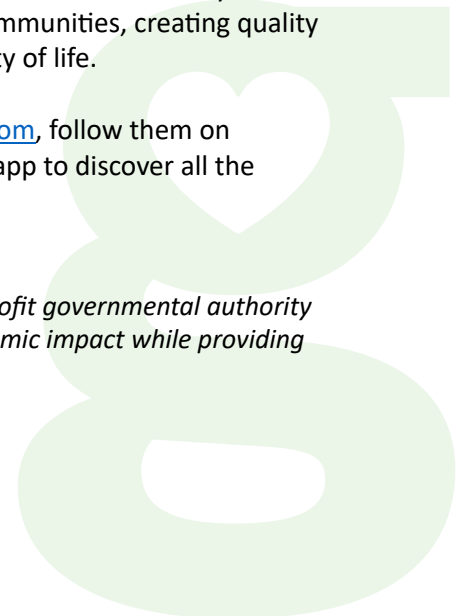 mmunities, creating quality
ty of life.
om, follow them on
app to discover all the
ofit governmental authority
mic impact while providing